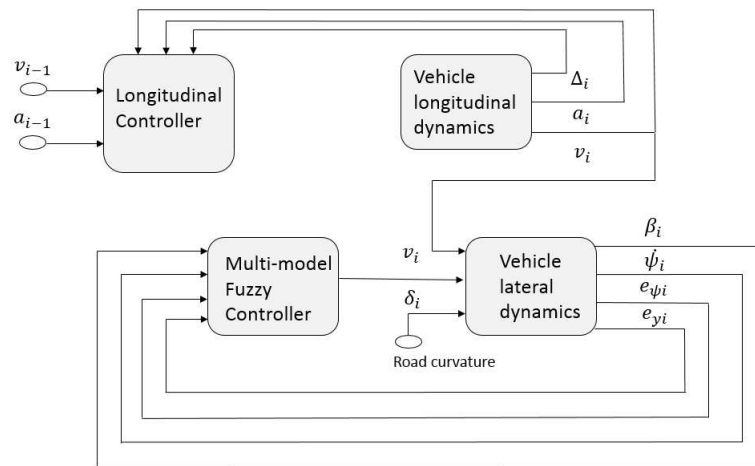 v_{i-1}
a_{i-1}
Longitudinal
Controller
Vehicle
longitudinal
dynamics
Δ_i
a_i
v_i
Multi-model
Fuzzy
Controller
v_i
δ_i
Road curvature
Vehicle
lateral
dynamics
β_i
ψ̇_i
e_{ψi}
e_{yi}